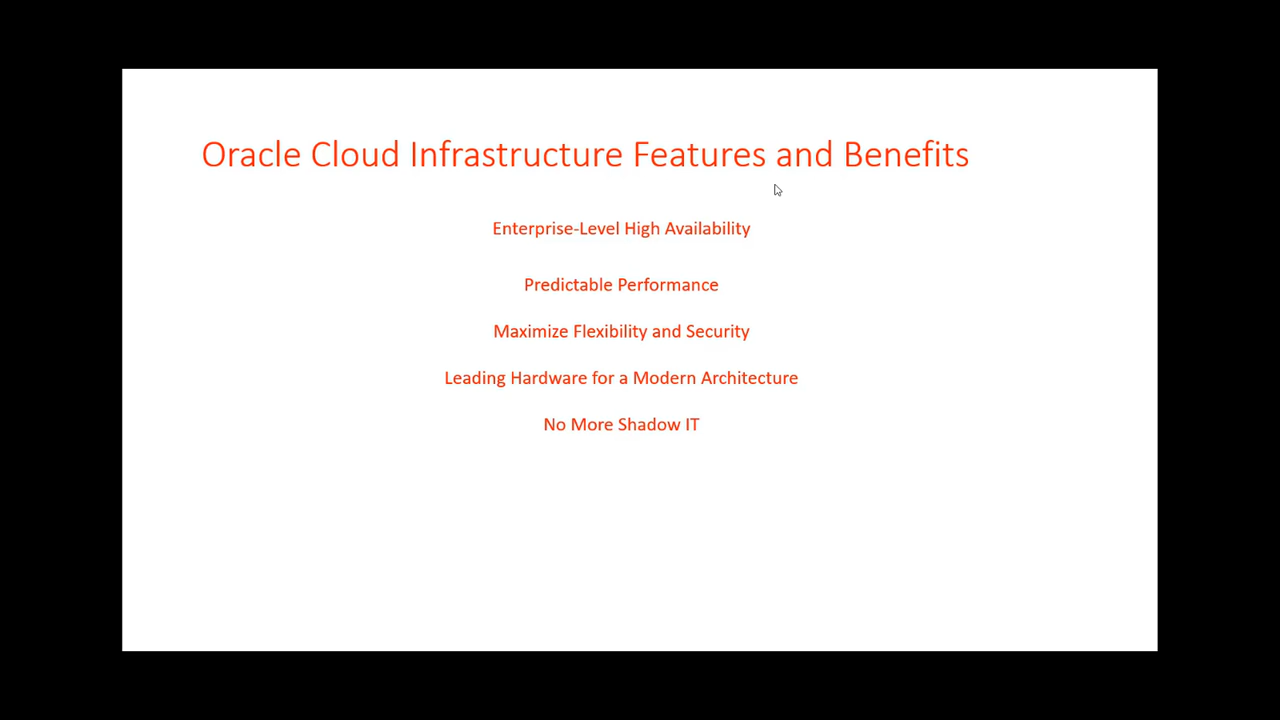 Oracle Cloud Infrastructure Features and Benefits
Enterprise-Level High Availability
Predictable Performance
Maximize Flexibility and Security
Leading Hardware for a Modern Architecture
No More Shadow IT